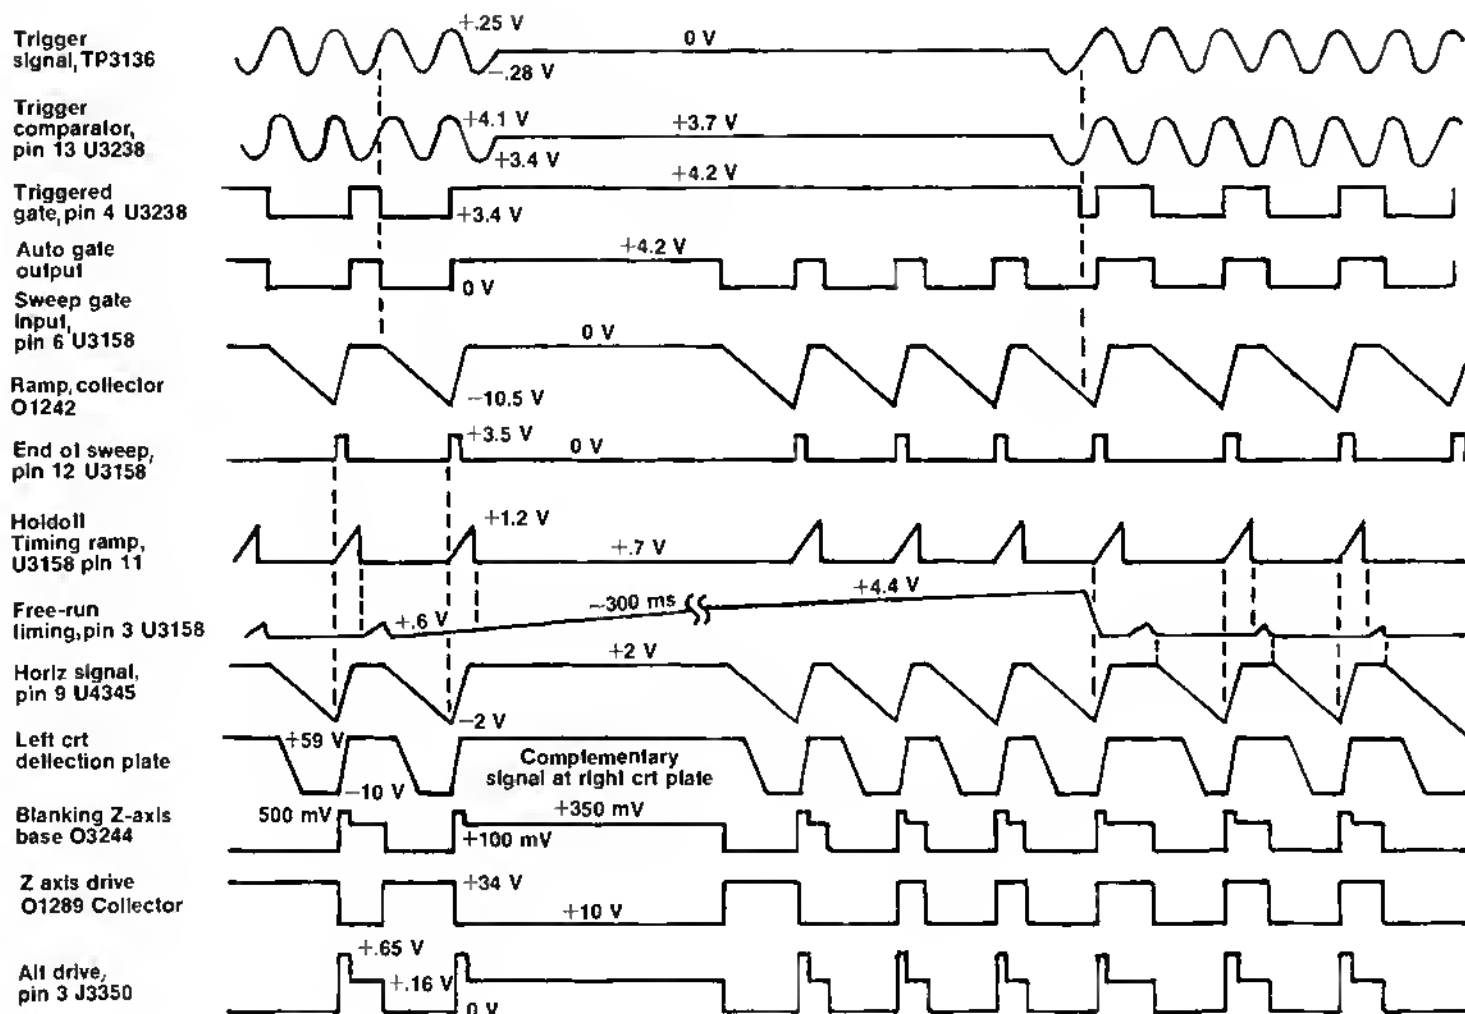 Trigger
signal, TP3136
+.25 V
0 V
-.28 V
Trigger
comparator,
pin 13 U3238
+4.1 V
+3.7 V
+3.4 V
Triggered
gate, pin 4 U3238
+4.2 V
+3.4 V
Auto gate
output
+4.2 V
0 V
Sweep gate
Input,
pin 6 U3158
0 V
Ramp, collector
O1242
-10.5 V
End of sweep,
pin 12 U3158
+3.5 V
0 V
Holdoll
Timing ramp,
U3158 pin 11
+1.2 V
+.7 V
Free-run
liming, pin 3 U3158
+.6 V
~300 ms
+4.4 V
Horiz signal,
pin 9 U4345
+2 V
-2 V
Left crt
deflection plate
+59 V
-10 V
Complementary
signal at right crt plate
Blanking Z-axis
base O3244
500 mV
+350 mV
+100 mV
Z axis drive
O1289 Collector
+34 V
+10 V
Alt drive,
pin 3 J3350
+.65 V
+.16 V
0 V